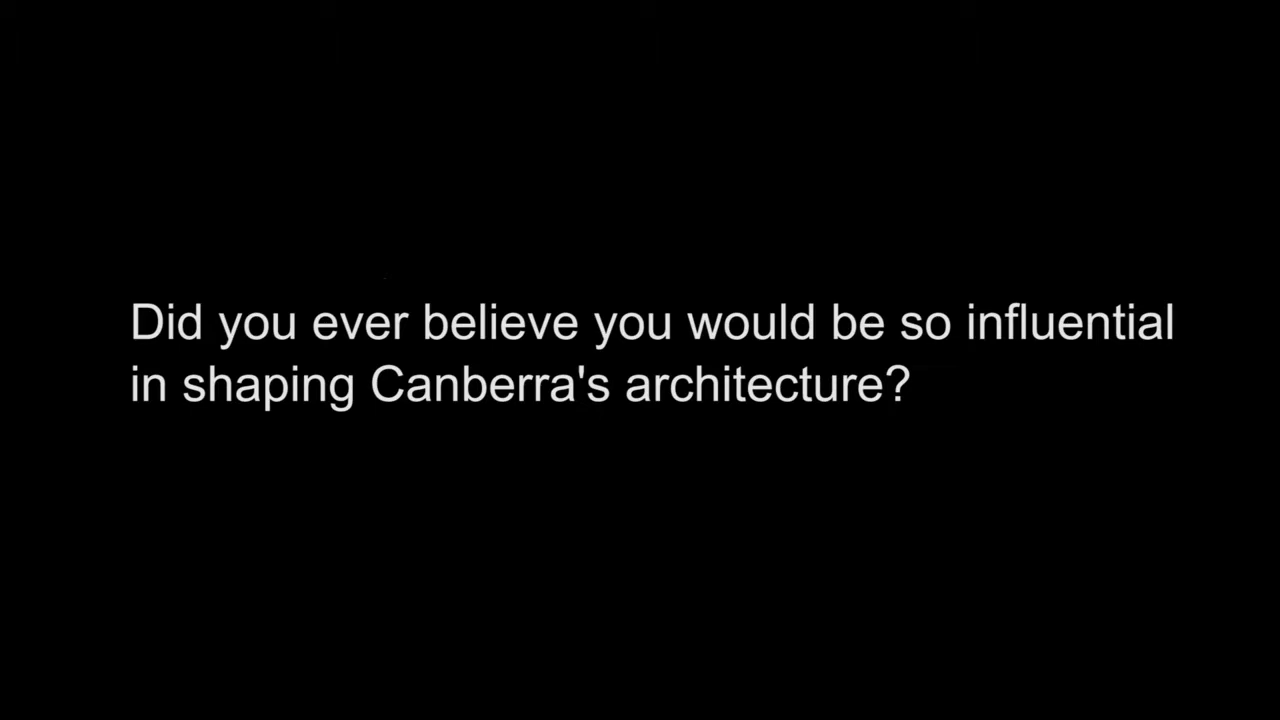 Did you ever believe you would be so influential
in shaping Canberra's architecture?